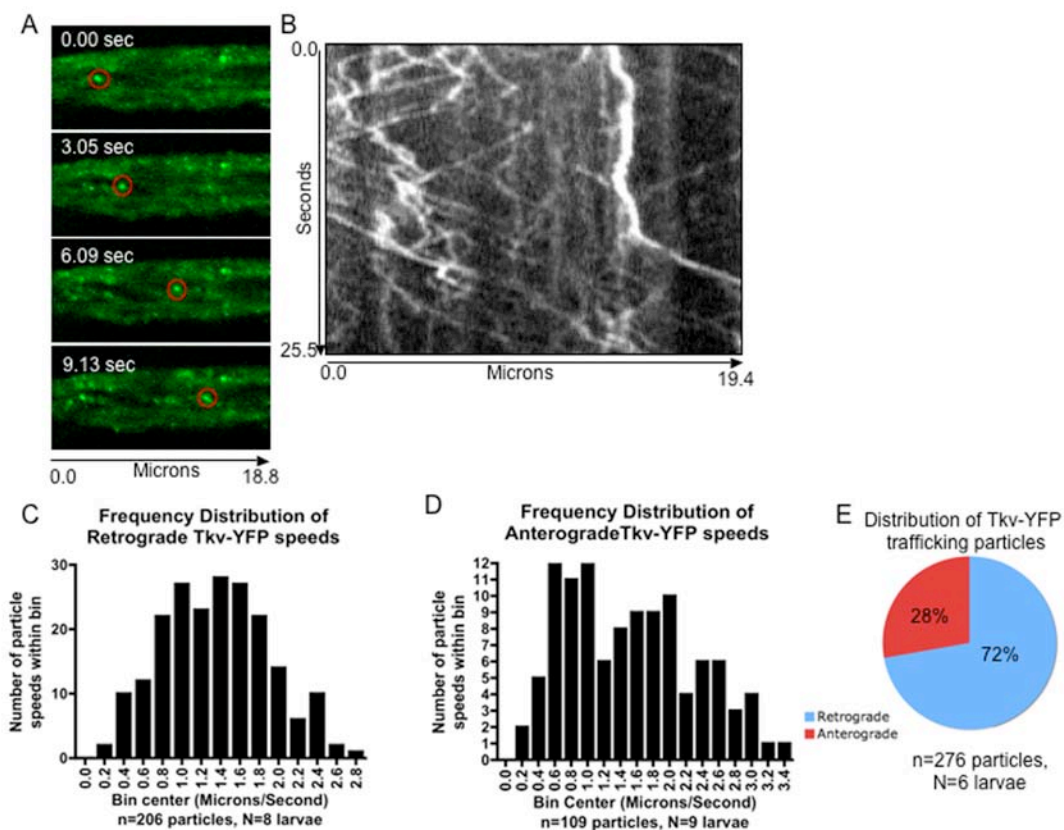 A
0.00 sec
3.05 sec
6.09 sec
9.13 sec
0.0
Microns
18.8
B
0.0
Seconds
25.5
0.0
Microns
19.4
C
Frequency Distribution of
Retrograde Tkv-YFP speeds
Number of particle
speeds within bin
30
20
10
0
0.0 0.2 0.4 0.6 0.8 1.0 1.2 1.4 1.6 1.8 2.0 2.2 2.4 2.6 2.8
Bin center (Microns/Second)
n=206 particles, N=8 larvae
D
Frequency Distribution of
AnterogradeTkv-YFP speeds
Number of particle
speeds within bin
12
11
10
9
8
7
6
5
4
3
2
1
0
0.0 0.2 0.4 0.6 0.8 1.0 1.2 1.4 1.6 1.8 2.0 2.2 2.4 2.6 2.8 3.0 3.2 3.4
Bin center (Microns/Second)
n=109 particles, N=9 larvae
E
Distribution of Tkv-YFP
trafficking particles
28%
72%
Retrograde
Anterograde
n=276 particles,
N=6 larvae